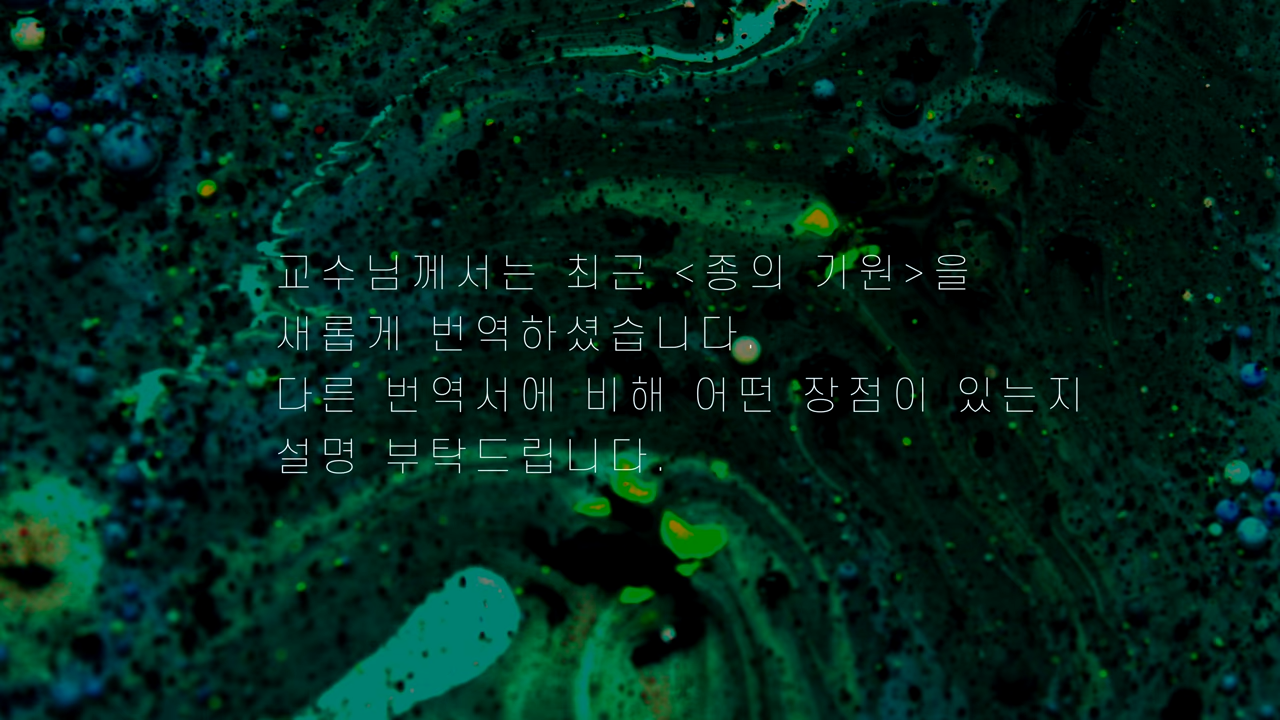 교수님께서는 최근 <종의 기원>을
새롭게 번역하셨습니다.
다른 번역서에 비해 어떤 장점이 있는지
설명 부탁드립니다.